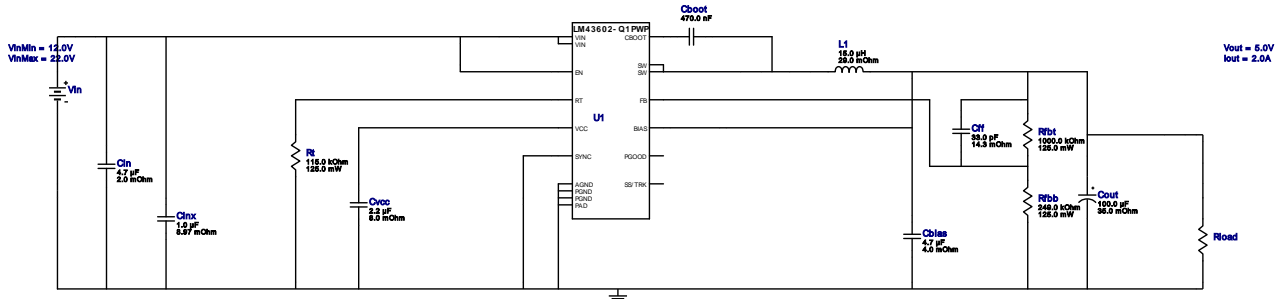 VinMin = 12.0V
VinMax = 22.0V
Vin
+
-
Cin
4.7 µF
2.0 mOhm
Cinx
1.0 µF
8.97 mOhm
Rt
115.0 kOhm
125.0 mW
Cvcc
2.2 µF
6.0 mOhm
LM43602-Q1PWP
VIN
VIN
EN
RT
VCC
SYNC
AGND
PGND
PGND
PAD
U1
CBOOT
SW
SW
FB
BIAS
PGOOD
SS/TRK
Cboot
470.0 nF
L1
15.0 µH
29.0 mOhm
Cff
33.0 pF
14.3 mOhm
Rfbt
1000.0 kOhm
125.0 mW
Rfbb
249.0 kOhm
125.0 mW
Cout
+
100.0 µF
35.0 mOhm
Cbias
4.7 µF
4.0 mOhm
Rload
Vout = 5.0V
Iout = 2.0A